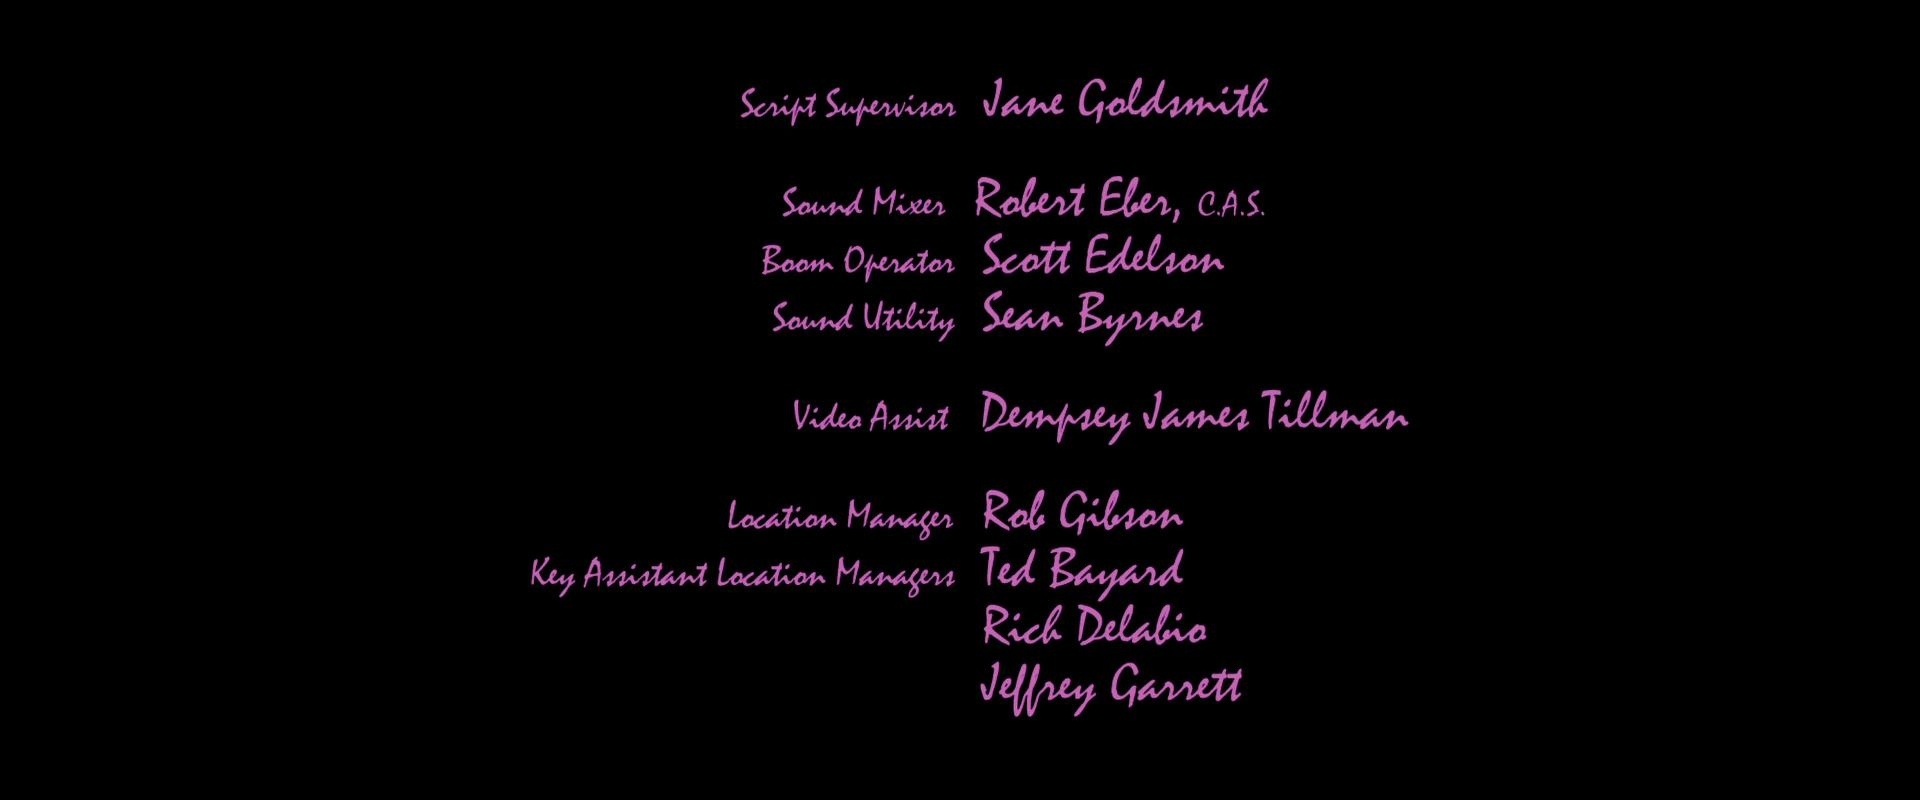 Script Supervisor Jane Goldsmith
Sound Mixer Robert Eber, C.A.S.
Boom Operator Scott Edelson
Sound Utility Sean Byrnes
Video Assist Dempsey James Tillman
Location Manager Rob Gibson
Key Assistant Location Managers Ted Bayard
Rich Delabio
Jeffrey Garrett